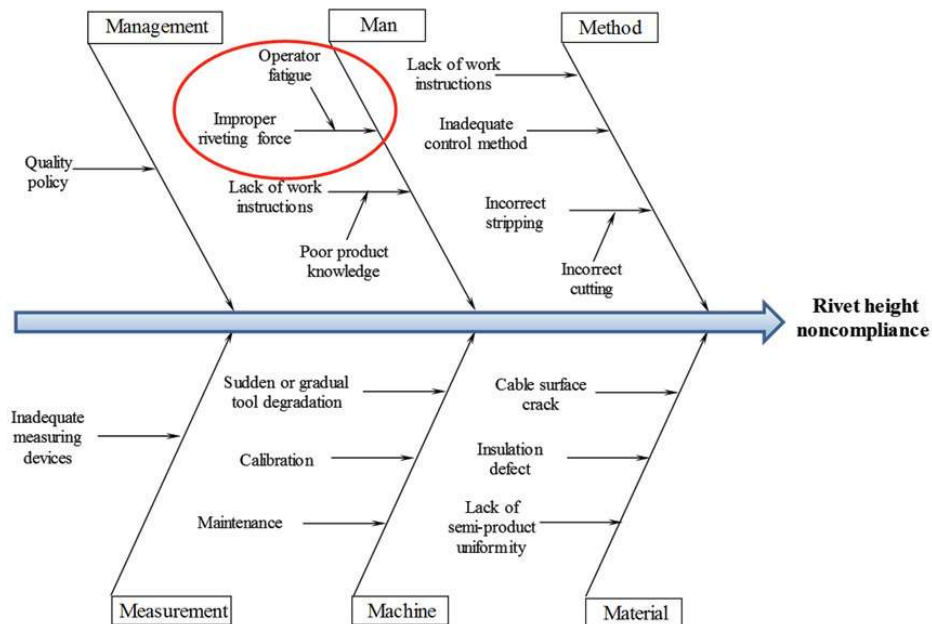 Management
Man
Method
Operator
fatigue
Improper
riveting force
Lack of work
instructions
Poor product
knowledge
Quality
policy
Lack of work
instructions
Inadequate
control method
Incorrect
stripping
Incorrect
cutting
Rivet height
noncompliance
Inadequate
measuring
devices
Sudden or gradual
tool degradation
Calibration
Maintenance
Cable surface
crack
Insulation
defect
Lack of
semi-product
uniformity
Measurement
Machine
Material